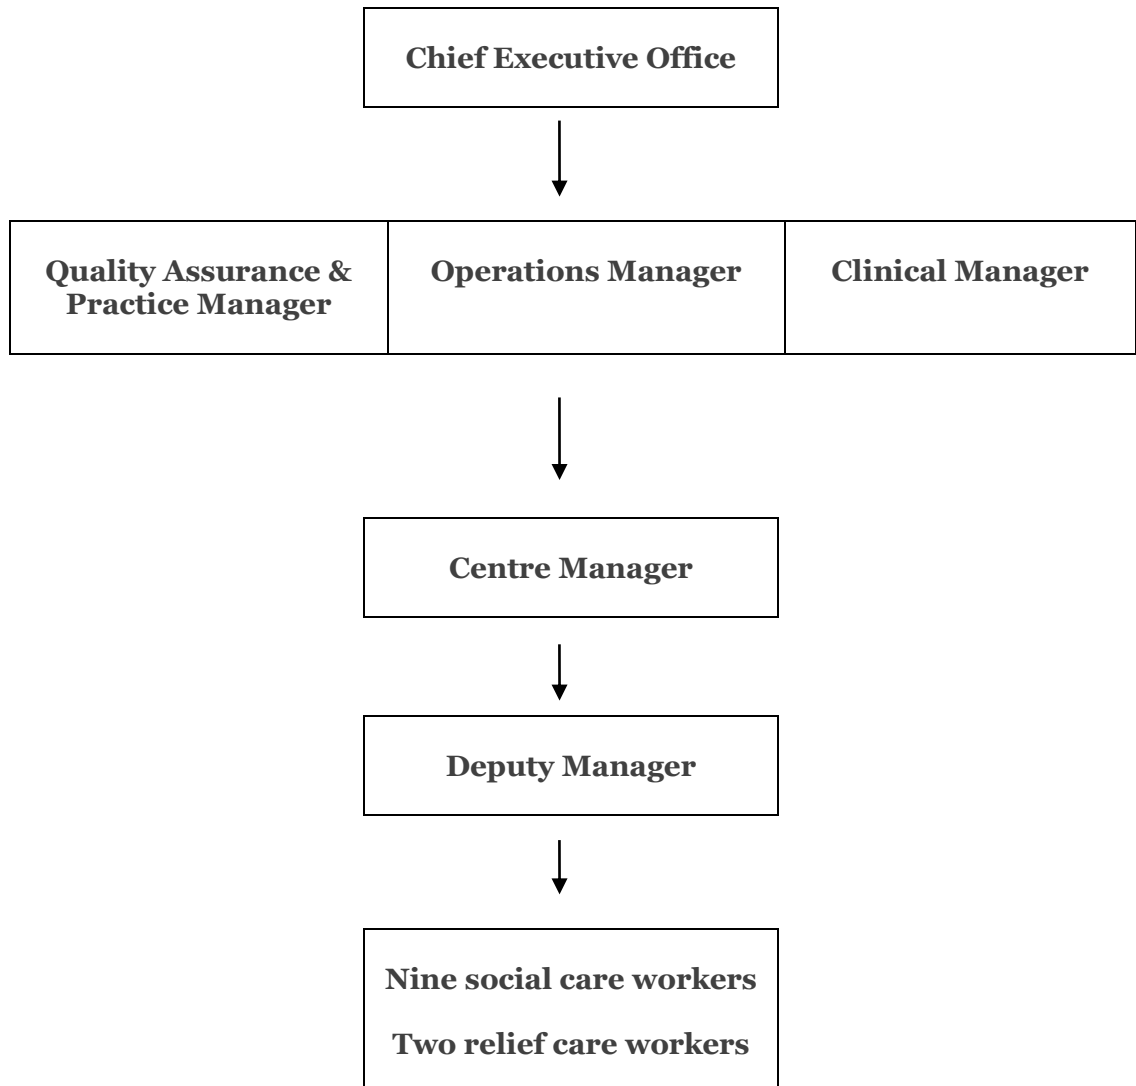 Chief Executive Office
Quality Assurance &
Practice Manager
Operations Manager
Clinical Manager
Centre Manager
Deputy Manager
Nine social care workers
Two relief care workers